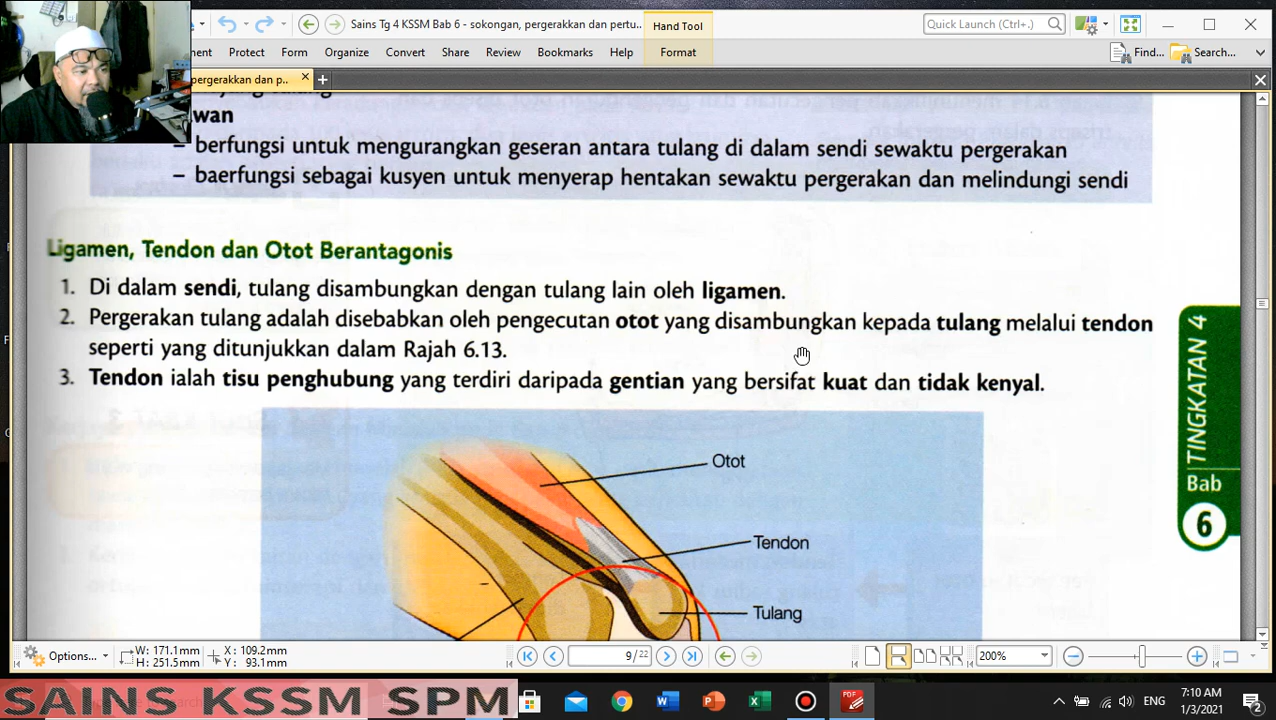 Sains Tg 4 KSSM Bab 6 - sokongan, pergerakkan dan pertu..
Hand Tool
Quick Launch (Ctrl+.)
Protect Form Organize Convert Share Review Bookmarks Help Format Find... Search...
pergerakkan dan p..
wan
– berfungsi untuk mengurangkan geseran antara tulang di dalam sendi sewaktu pergerakan
– baerfungsi sebagai kusyen untuk menyerap hentakan sewaktu pergerakan dan melindungi sendi
Ligamen, Tendon dan Otot Berantagonis
1. Di dalam sendi, tulang disambungkan dengan tulang lain oleh ligamen.
2. Pergerakan tulang adalah disebabkan oleh pengecutan otot yang disambungkan kepada tulang melalui tendon
seperti yang ditunjukkan dalam Rajah 6.13.
3. Tendon ialah tisu penghubung yang terdiri daripada gentian yang bersifat kuat dan tidak kenyal.
Otot
Tendon
Tulang
TINGKATAN 4
Bab
6
Options...
W: 171.1mm
H: 251.5mm
X: 109.2mm
Y: 93.1mm
9 /22
200%
SAINS KSSM SPM
ENG
7:10 AM
1/3/2021
2